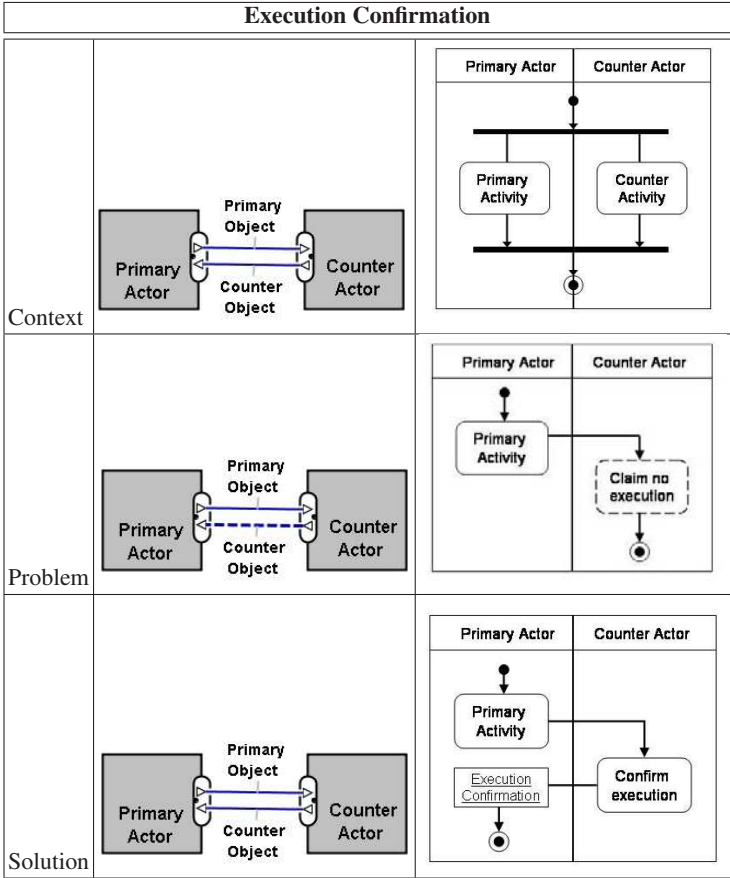 Execution Confirmation
Context
Primary
Object
Primary
Actor
Counter
Actor
Counter
Object
Primary Actor
Counter Actor
Primary
Activity
Counter
Activity
Problem
Primary
Object
Primary
Actor
Counter
Actor
Counter
Object
Primary Actor
Counter Actor
Primary
Activity
Claim no
execution
Solution
Primary
Object
Primary
Actor
Counter
Actor
Counter
Object
Primary Actor
Counter Actor
Primary
Activity
Execution
Confirmation
Confirm
execution